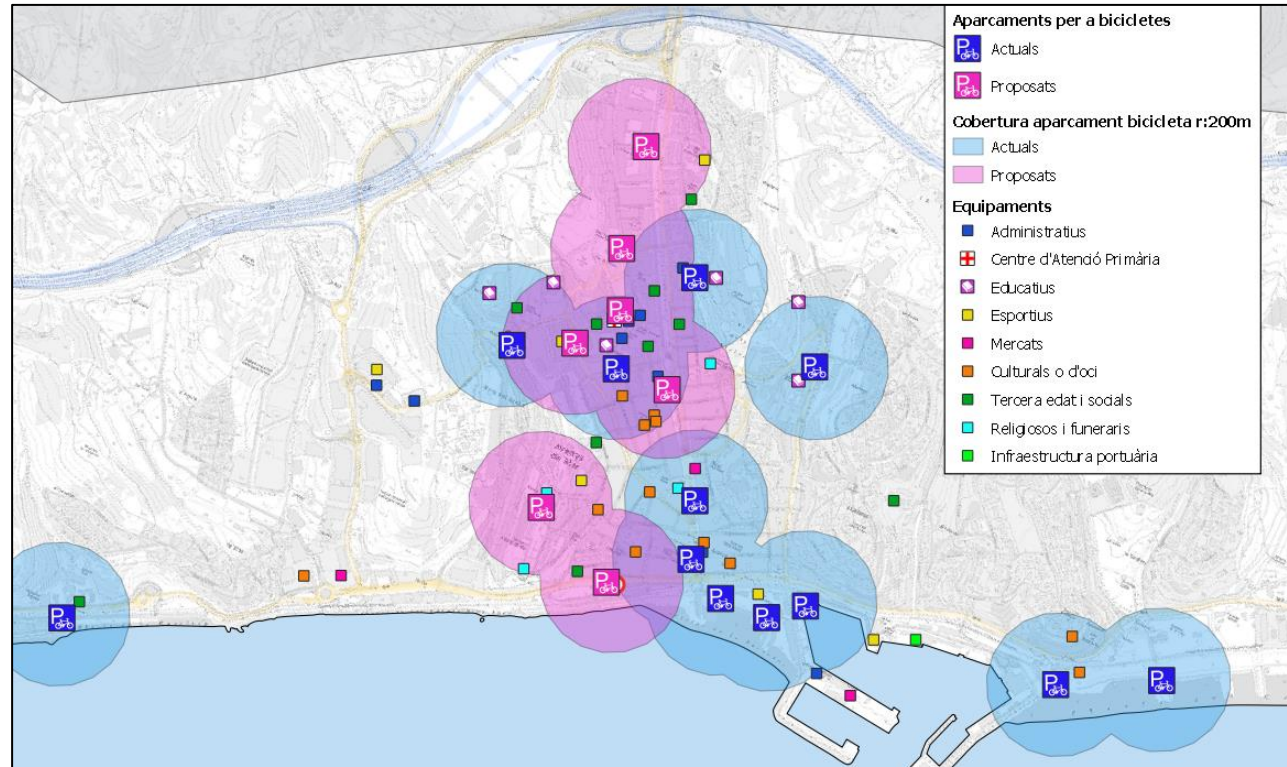 Aparcaments per a bicicletes
Actuals
Proposats
Cobertura aparcament bicicleta r:200m
Actuals
Proposats
Equipaments
Administratius
Centre d'Atenció Primària
Educatius
Esportius
Mercats
Culturals o d'oci
Tercera edat i socials
Religiosos i funeraris
Infraestructura portuària